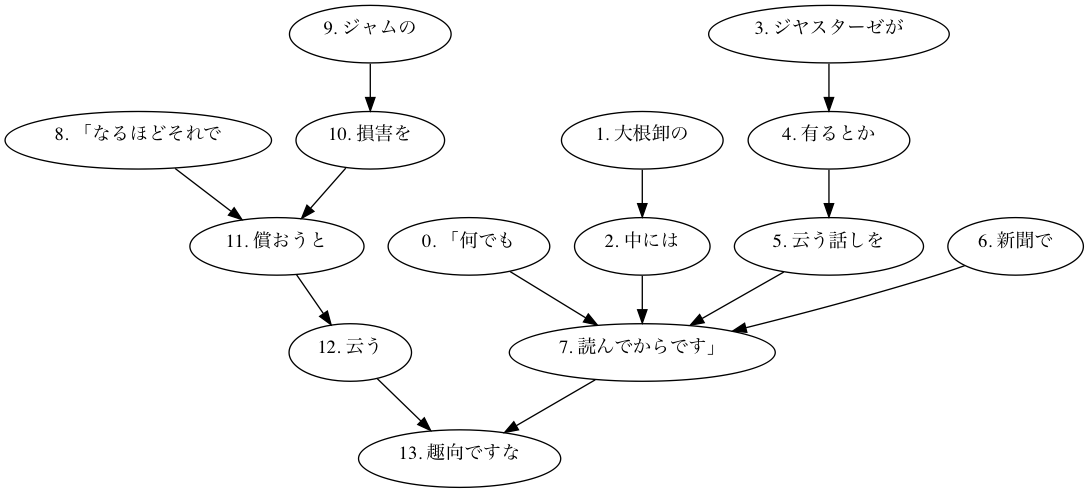 9. ジャムの
3. ジヤスターゼが
8. 「なるほどそれで
10. 損害を
1. 大根卸の
4. 有るとか
11. 償おうと
0. 「何でも
2. 中には
5. 云う話しを
6. 新聞で
12. 云う
7. 読んでからです」
13. 趣向ですな